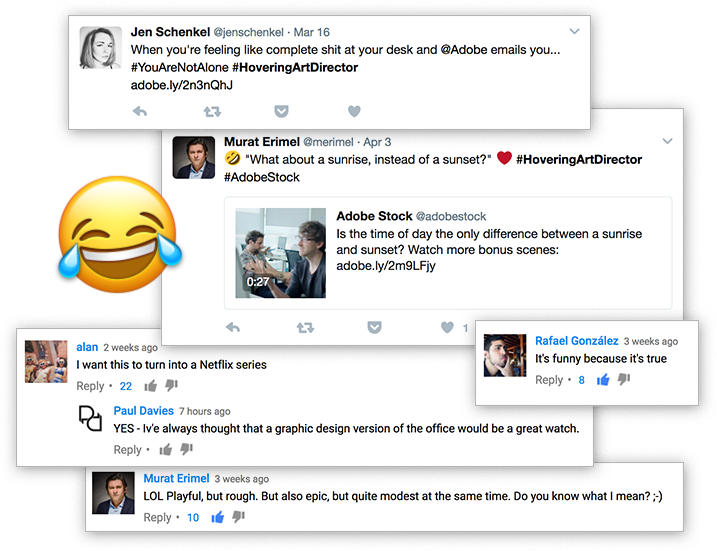 Jen Schenkel @jenschenkel · Mar 16
When you're feeling like complete shit at your desk and @Adobe emails you...
#YouAreNotAlone #HoveringArtDirector
adobe.ly/2n3nQhJ
Murat Erimel @merimel · Apr 3
🤣 "What about a sunrise, instead of a sunset?" ❤️ #HoveringArtDirector
#AdobeStock
Adobe Stock @adobestock
Is the time of day the only difference between a sunrise
and sunset? Watch more bonus scenes:
adobe.ly/2m9LFjy
0:27
1
alan 2 weeks ago
I want this to turn into a Netflix series
Reply • 22
Paul Davies 7 hours ago
YES - Iv'e always thought that a graphic design version of the office would be a great watch.
Reply •
Rafael González 3 weeks ago
It's funny because it's true
Reply • 8
Murat Erimel 3 weeks ago
LOL Playful, but rough. But also epic, but quite modest at the same time. Do you know what I mean? ;-)
Reply • 10